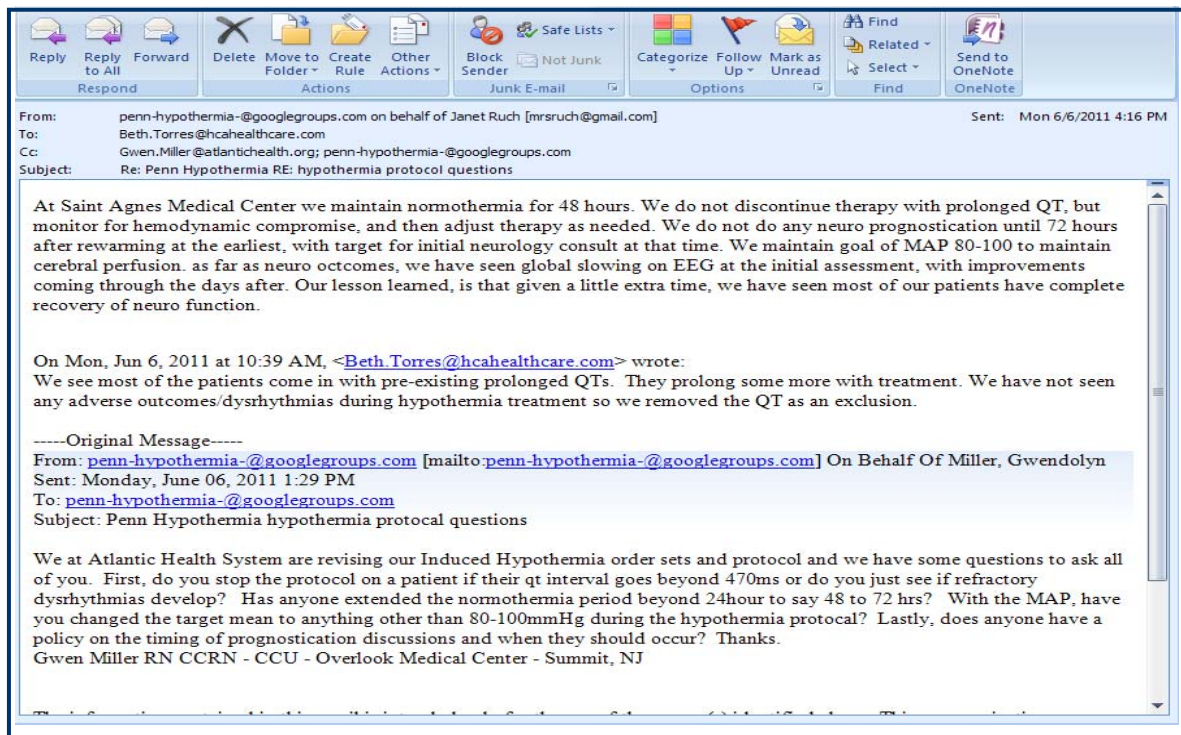 Reply
Reply to All
Forward
Respond
Delete
Move to Folder
Create Rule
Other Actions
Actions
Block Sender
Safe Lists
Not Junk
Junk E-mail
Categorize
Follow Up
Mark as Unread
Options
Find
Related
Select
Find
Send to OneNote
OneNote
From: penn-hypothermia-@googlegroups.com on behalf of Janet Ruch [mrsruch@gmail.com] Sent: Mon 6/6/2011 4:16 PM
To: Beth.Torres@hcahealthcare.com
Cc: Gwen.Miller@atlantichealth.org; penn-hypothermia-@googlegroups.com
Subject: Re: Penn Hypothermia RE: hypothermia protocol questions
At Saint Agnes Medical Center we maintain normothermia for 48 hours. We do not discontinue therapy with prolonged QT, but
monitor for hemodynamic compromise, and then adjust therapy as needed. We do not do any neuro prognostication until 72 hours
after rewarming at the earliest, with target for initial neurology consult at that time. We maintain goal of MAP 80-100 to maintain
cerebral perfusion. as far as neuro octcomes, we have seen global slowing on EEG at the initial assessment, with improvements
coming through the days after. Our lesson learned, is that given a little extra time, we have seen most of our patients have complete
recovery of neuro function.
On Mon, Jun 6, 2011 at 10:39 AM, <Beth.Torres@hcahealthcare.com> wrote:
We see most of the patients come in with pre-existing prolonged QTs. They prolong some more with treatment. We have not seen
any adverse outcomes/dysrhythmias during hypothermia treatment so we removed the QT as an exclusion.
-----Original Message-----
From: penn-hypothermia-@googlegroups.com [mailto:penn-hypothermia-@googlegroups.com] On Behalf Of Miller, Gwendolyn
Sent: Monday, June 06, 2011 1:29 PM
To: penn-hypothermia-@googlegroups.com
Subject: Penn Hypothermia hypothermia protocal questions
We at Atlantic Health System are revising our Induced Hypothermia order sets and protocol and we have some questions to ask all
of you. First, do you stop the protocol on a patient if their qt interval goes beyond 470ms or do you just see if refractory
dysrhythmias develop? Has anyone extended the normothermia period beyond 24hour to say 48 to 72 hrs? With the MAP, have
you changed the target mean to anything other than 80-100mmHg during the hypothermia protocal? Lastly, does anyone have a
policy on the timing of prognostication discussions and when they should occur? Thanks.
Gwen Miller RN CCRN - CCU - Overlook Medical Center - Summit, NJ